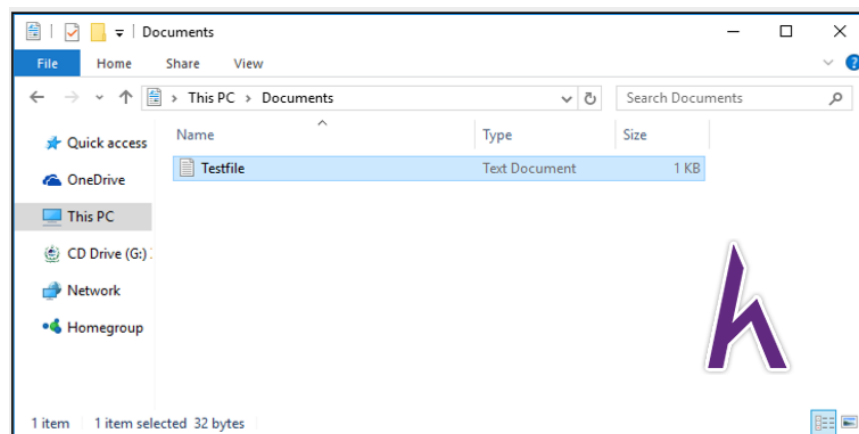 Documents
File Home Share View
This PC > Documents
Search Documents
Name Type Size
Quick access
Testfile Text Document 1 KB
OneDrive
This PC
CD Drive (G:)
Network
Homegroup
1 item 1 item selected 32 bytes